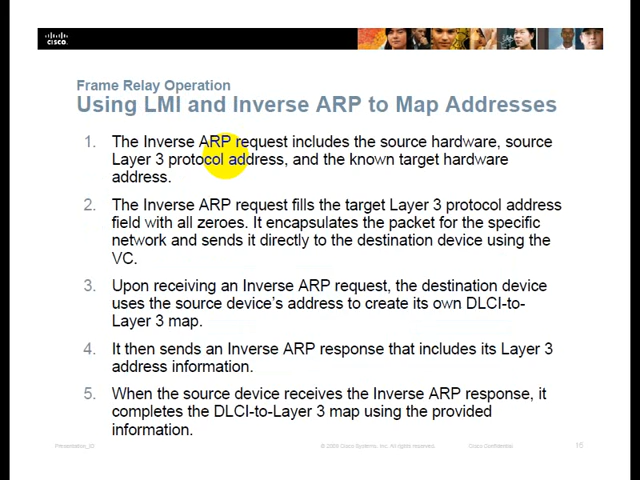 CISCO
Frame Relay Operation
Using LMI and Inverse ARP to Map Addresses
1. The Inverse ARP request includes the source hardware, source
Layer 3 protocol address, and the known target hardware
address.
2. The Inverse ARP request fills the target Layer 3 protocol address
field with all zeroes. It encapsulates the packet for the specific
network and sends it directly to the destination device using the
VC.
3. Upon receiving an Inverse ARP request, the destination device
uses the source device's address to create its own DLCI-to-
Layer 3 map.
4. It then sends an Inverse ARP response that includes its Layer 3
address information.
5. When the source device receives the Inverse ARP response, it
completes the DLCI-to-Layer 3 map using the provided
information.
Presentation_ID © 2009 Cisco Systems, Inc. All rights reserved. Cisco Confidential 16